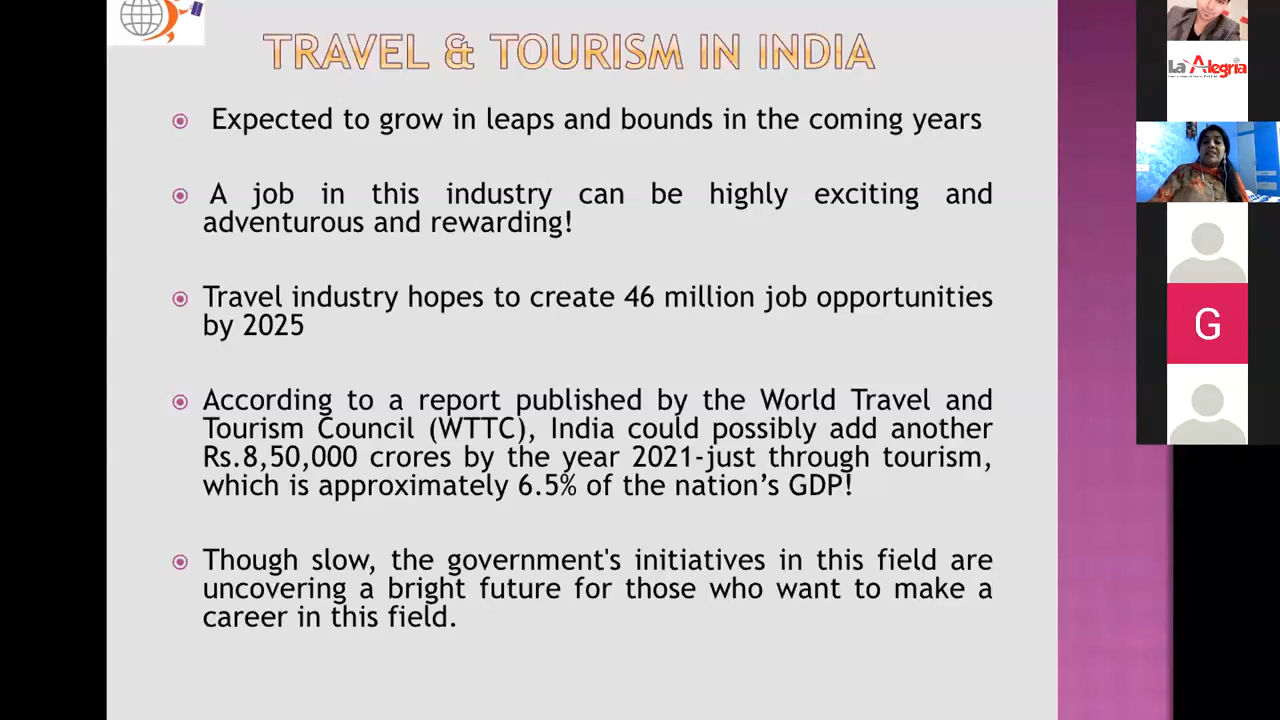 TRAVEL & TOURISM IN INDIA
Expected to grow in leaps and bounds in the coming years
A job in this industry can be highly exciting and
adventurous and rewarding!
Travel industry hopes to create 46 million job opportunities
by 2025
According to a report published by the World Travel and
Tourism Council (WTTC), India could possibly add another
Rs.8,50,000 crores by the year 2021-just through tourism,
which is approximately 6.5% of the nation’s GDP!
Though slow, the government's initiatives in this field are
uncovering a bright future for those who want to make a
career in this field.
La Alegria
G